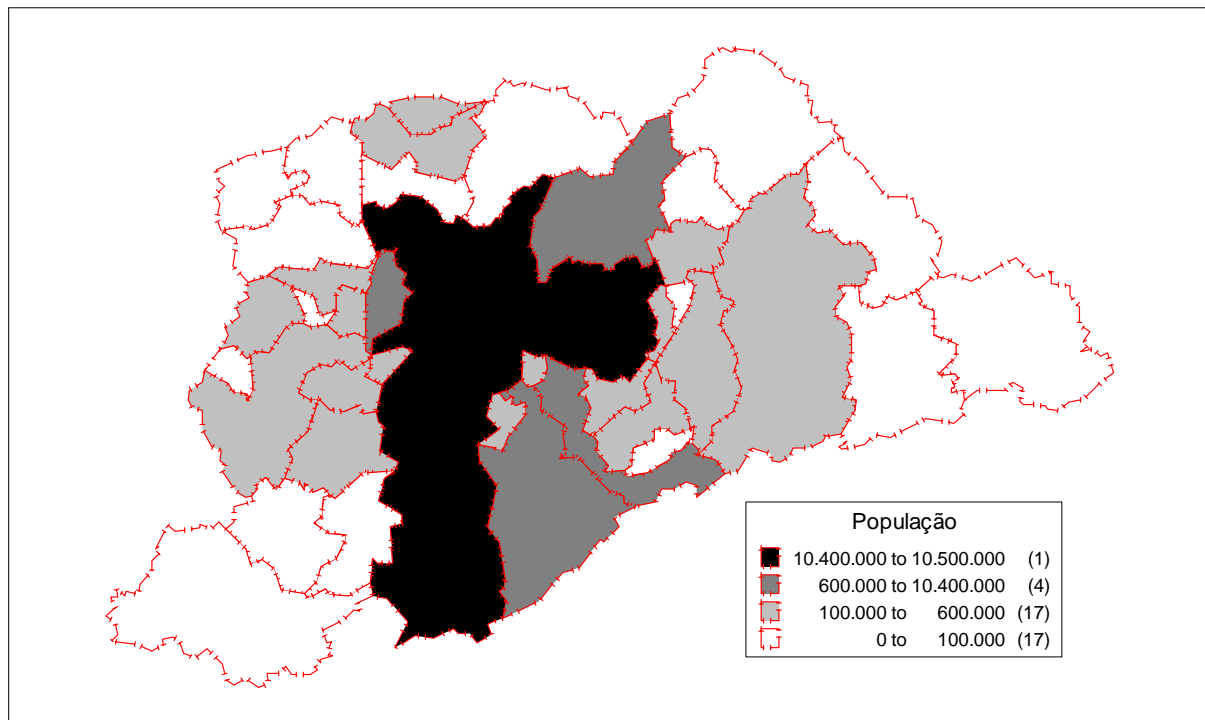 População
10.400.000 to 10.500.000 (1)
600.000 to 10.400.000 (4)
100.000 to 600.000 (17)
0 to 100.000 (17)